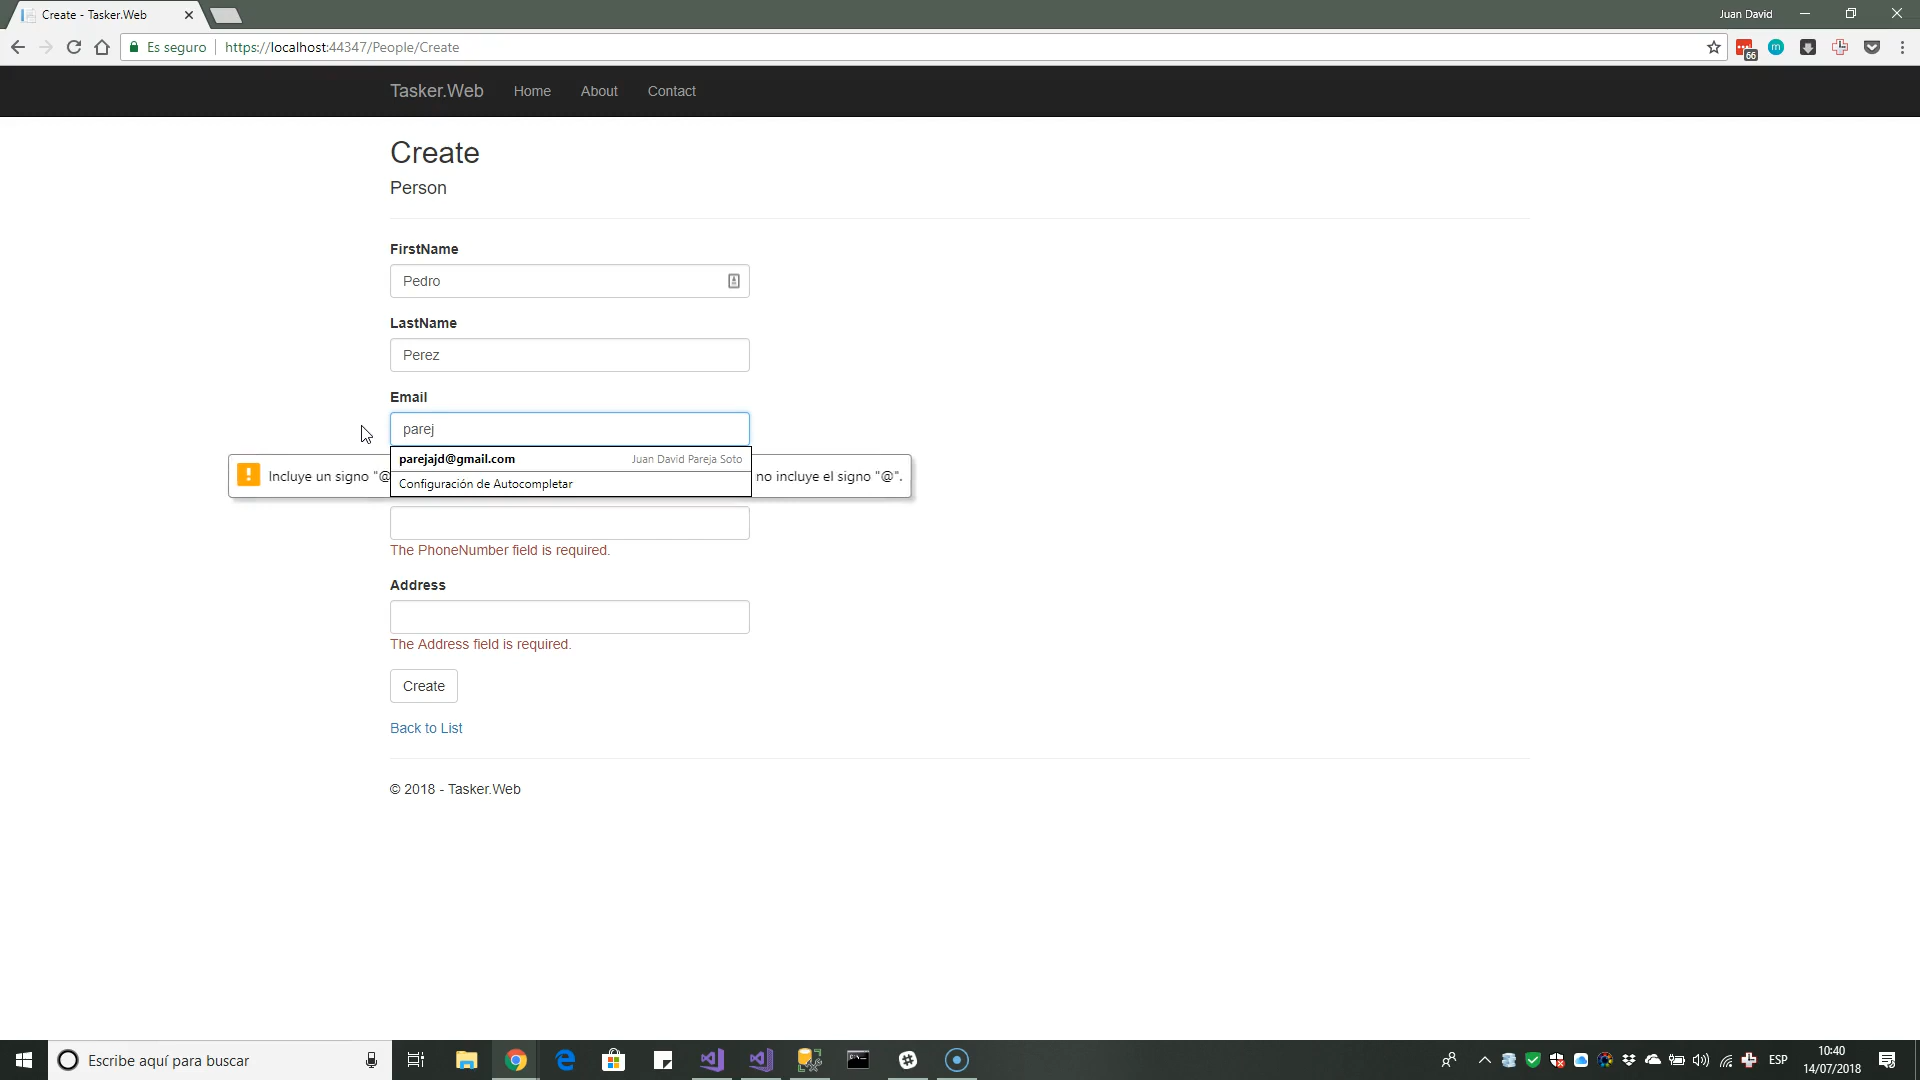 Create - Tasker.Web
Juan David
Es seguro
https://localhost:44347/People/Create
66
m
Tasker.Web
Home
About
Contact
Create
Person
FirstName
Pedro
LastName
Perez
Email
parej
parejajd@gmail.com Juan David Pareja Soto
Configuración de Autocompletar
Incluye un signo "@ no incluye el signo "@".
The PhoneNumber field is required.
Address
The Address field is required.
Create
Back to List
© 2018 - Tasker.Web
Escribe aquí para buscar
ESP
10:40
14/07/2018